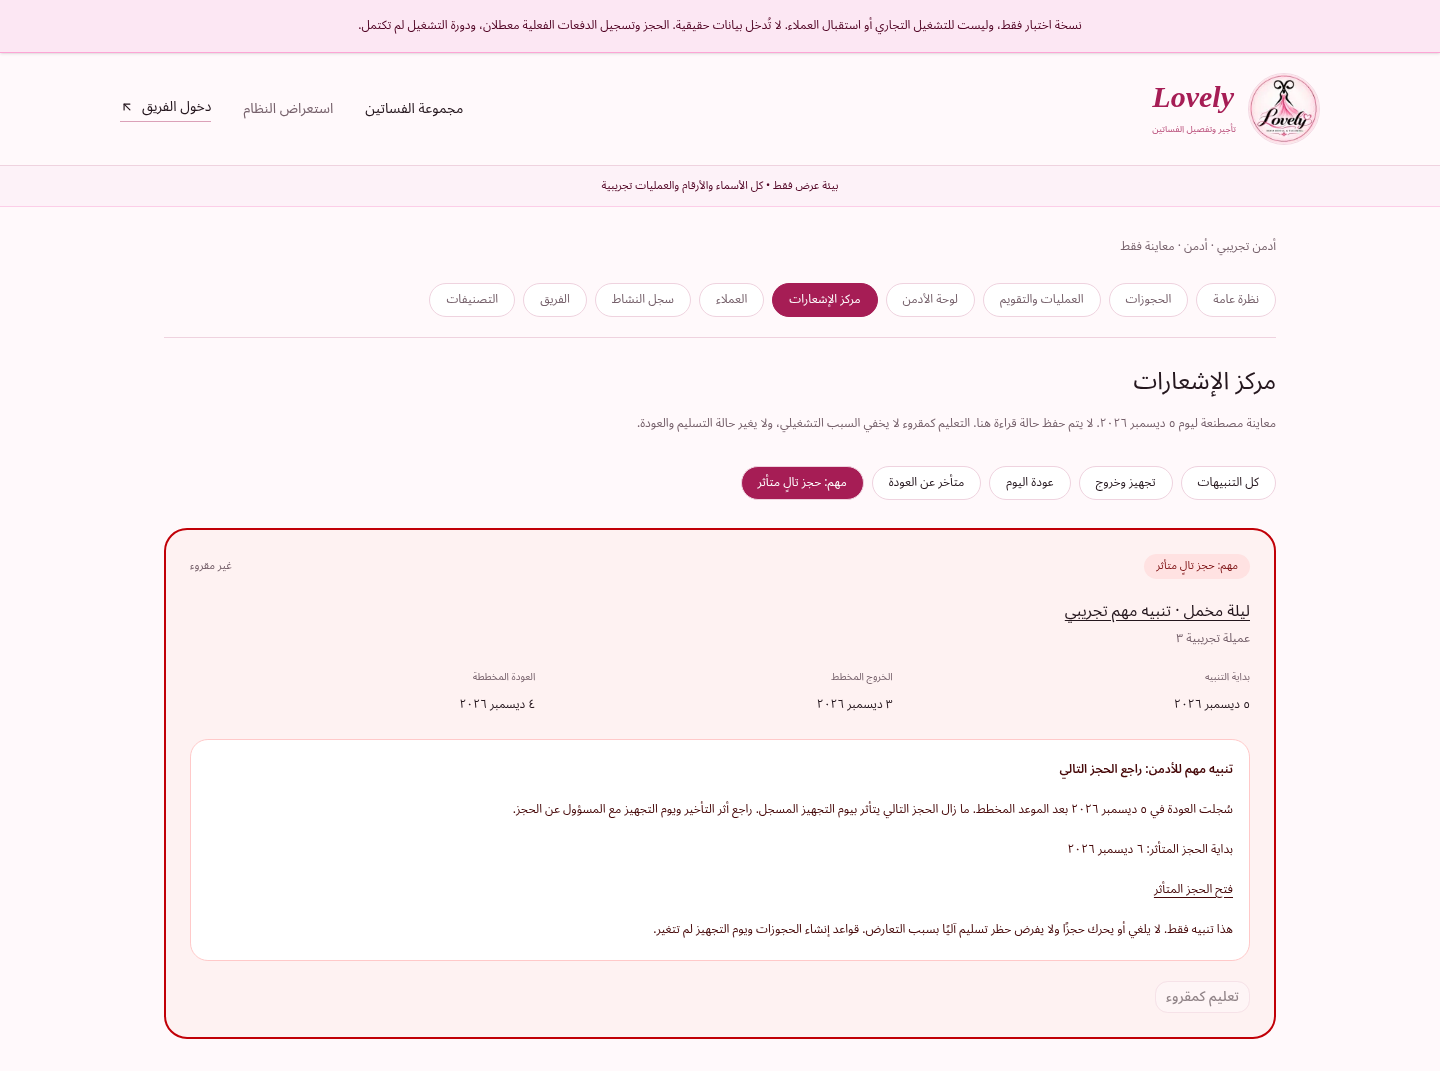 نسخة اختبار فقط، وليست للتشغيل التجاري أو استقبال العملاء. لا تُدخل بيانات حقيقية. الحجز وتسجيل الدفعات الفعلية معطلان، ودورة التشغيل لم تكتمل.
Lovely
Lovely
تأجير وتفصيل الفساتين
مجموعة الفساتين
استعراض النظام
دخول الفريق
بيئة عرض فقط • كل الأسماء والأرقام والعمليات تجريبية
أدمن تجريبي · أدمن · معاينة فقط
نظرة عامة
الحجوزات
العمليات والتقويم
لوحة الأدمن
مركز الإشعارات
العملاء
سجل النشاط
الفريق
التصنيفات
مركز الإشعارات
معاينة مصطنعة ليوم ٥ ديسمبر ٢٠٢٦. لا يتم حفظ حالة قراءة هنا. التعليم كمقروء لا يخفي السبب التشغيلي، ولا يغير حالة التسليم والعودة.
كل التنبيهات
تجهيز وخروج
عودة اليوم
متأخر عن العودة
مهم: حجز تالٍ متأثر
مهم: حجز تالٍ متأثر
غير مقروء
ليلة مخمل · تنبيه مهم تجريبي
عميلة تجريبية ٣
بداية التنبيه
الخروج المخطط
العودة المخططة
٥ ديسمبر ٢٠٢٦
٣ ديسمبر ٢٠٢٦
٤ ديسمبر ٢٠٢٦
تنبيه مهم للأدمن: راجع الحجز التالي
سُجلت العودة في ٥ ديسمبر ٢٠٢٦ بعد الموعد المخطط. ما زال الحجز التالي يتأثر بيوم التجهيز المسجل. راجع أثر التأخير ويوم التجهيز مع المسؤول عن الحجز.
بداية الحجز المتأثر: ٦ ديسمبر ٢٠٢٦
فتح الحجز المتأثر
هذا تنبيه فقط. لا يلغي أو يحرك حجزًا ولا يفرض حظر تسليم آليًا بسبب التعارض. قواعد إنشاء الحجوزات ويوم التجهيز لم تتغير.
تعليم كمقروء